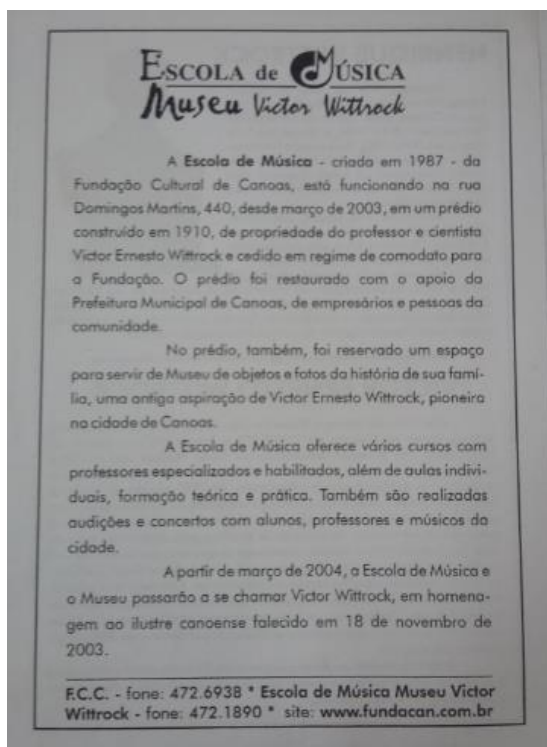 ESCOLA de MÚSICA
Museu Victor Wittrock
A Escola de Música - criada em 1987 - da
Fundação Cultural de Canoas, está funcionando na rua
Domingos Martins, 440, desde março de 2003, em um prédio
construído em 1910, de propriedade do professor e cientista
Victor Ernesto Wittrock e cedido em regime de comodato para
a Fundação. O prédio foi restaurado com o apoio da
Prefeitura Municipal de Canoas, de empresários e pessoas da
comunidade.
No prédio, também, foi reservado um espaço
para servir de Museu de objetos e fotos da história de sua famí-
lia, uma antiga aspiração de Victor Ernesto Wittrock, pioneira
na cidade de Canoas.
A Escola de Música oferece vários cursos com
professores especializados e habilitados, além de aulas indivi-
duais, formação teórica e prática. Também são realizadas
audições e concertos com alunos, professores e músicos da
cidade.
A partir de março de 2004, a Escola de Música e
o Museu passarão a se chamar Victor Wittrock, em homena-
gem ao ilustre canoense falecido em 18 de novembro de
2003.
F.C.C. - fone: 472.6938 * Escola de Música Museu Victor
Wittrock - fone: 472.1890 * site: www.fundacan.com.br